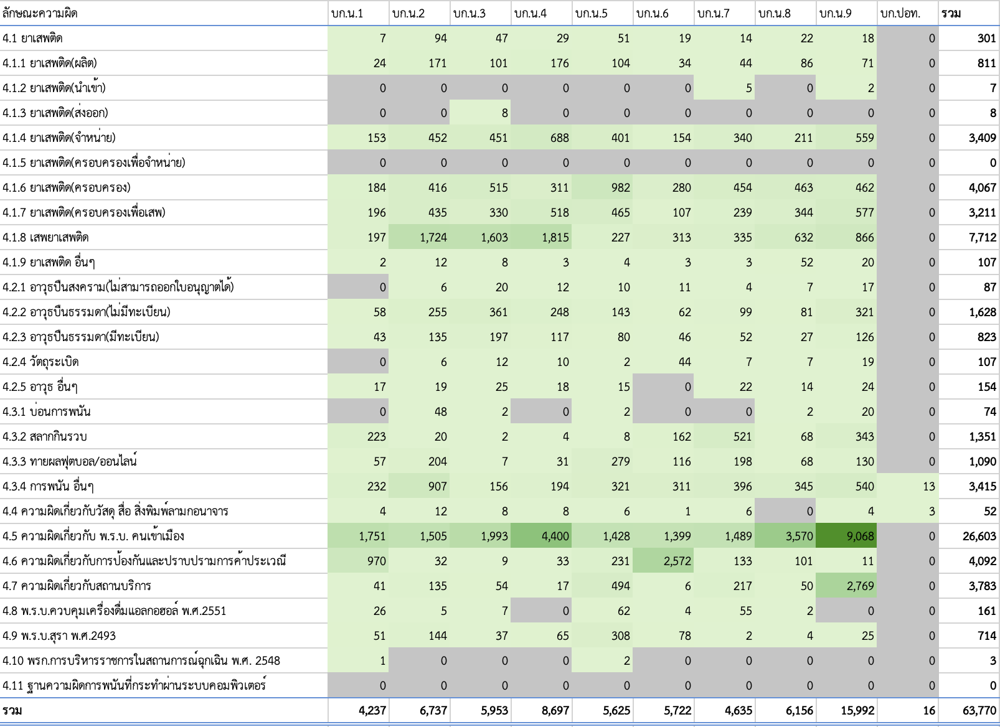 ลักษณะความผิด บก.น.1 บก.น.2 บก.น.3 บก.น.4 บก.น.5 บก.น.6 บก.น.7 บก.น.8 บก.น.9 บก.ปอท. รวม
4.1 ยาเสพติด 7 94 47 29 51 19 14 22 18 0 301
4.1.1 ยาเสพติด(ผลิต) 24 171 101 176 104 34 44 86 71 0 811
4.1.2 ยาเสพติด(นำเข้า) 0 0 0 0 0 0 5 0 2 0 7
4.1.3 ยาเสพติด(ส่งออก) 0 0 8 0 0 0 0 0 0 0 8
4.1.4 ยาเสพติด(จำหน่าย) 153 452 451 688 401 154 340 211 559 0 3,409
4.1.5 ยาเสพติด(ครอบครองเพื่อจำหน่าย) 0 0 0 0 0 0 0 0 0 0 0
4.1.6 ยาเสพติด(ครอบครอง) 184 416 515 311 982 280 454 463 462 0 4,067
4.1.7 ยาเสพติด(ครอบครองเพื่อเสพ) 196 435 330 518 465 107 239 344 577 0 3,211
4.1.8 เสพยาเสพติด 197 1,724 1,603 1,815 227 313 335 632 866 0 7,712
4.1.9 ยาเสพติด อื่นๆ 2 12 8 3 4 3 3 52 20 0 107
4.2.1 อาวุธปืนสงคราม(ไม่สามารถออกใบอนุญาตได้) 0 6 20 12 10 11 4 7 17 0 87
4.2.2 อาวุธปืนธรรมดา(ไม่มีทะเบียน) 58 255 361 248 143 62 99 81 321 0 1,628
4.2.3 อาวุธปืนธรรมดา(มีทะเบียน) 43 135 197 117 80 46 52 27 126 0 823
4.2.4 วัตถุระเบิด 0 6 12 10 2 44 7 7 19 0 107
4.2.5 อาวุธ อื่นๆ 17 19 25 18 15 0 22 14 24 0 154
4.3.1 บ่อนการพนัน 0 48 2 0 2 0 0 2 20 0 74
4.3.2 สลากกินรวบ 223 20 2 4 8 162 521 68 343 0 1,351
4.3.3 ทายผลฟุตบอล/ออนไลน์ 57 204 7 31 279 116 198 68 130 0 1,090
4.3.4 การพนัน อื่นๆ 232 907 156 194 321 311 396 345 540 13 3,415
4.4 ความผิดเกี่ยวกับวัสดุ สื่อ สิ่งพิมพ์ลามกอนาจาร 4 12 8 8 6 1 6 0 4 3 52
4.5 ความผิดเกี่ยวกับ พ.ร.บ. คนเข้าเมือง 1,751 1,505 1,993 4,400 1,428 1,399 1,489 3,570 9,068 0 26,603
4.6 ความผิดเกี่ยวกับการป้องกันและปราบปรามการค้าประเวณี 970 32 9 33 231 2,572 133 101 11 0 4,092
4.7 ความผิดเกี่ยวกับสถานบริการ 41 135 54 17 494 6 217 50 2,769 0 3,783
4.8 พ.ร.บ.ควบคุมเครื่องดื่มแอลกอฮอล์ พ.ศ.2551 26 5 7 0 62 4 55 2 0 0 161
4.9 พ.ร.บ.สุรา พ.ศ.2493 51 144 37 65 308 78 2 4 25 0 714
4.10 พรก.การบริหารราชการในสถานการณ์ฉุกเฉิน พ.ศ. 2548 1 0 0 0 2 0 0 0 0 0 3
4.11 ฐานความผิดการพนันที่กระทำผ่านระบบคอมพิวเตอร์ 0 0 0 0 0 0 0 0 0 0 0
รวม 4,237 6,737 5,953 8,697 5,625 5,722 4,635 6,156 15,992 16 63,770